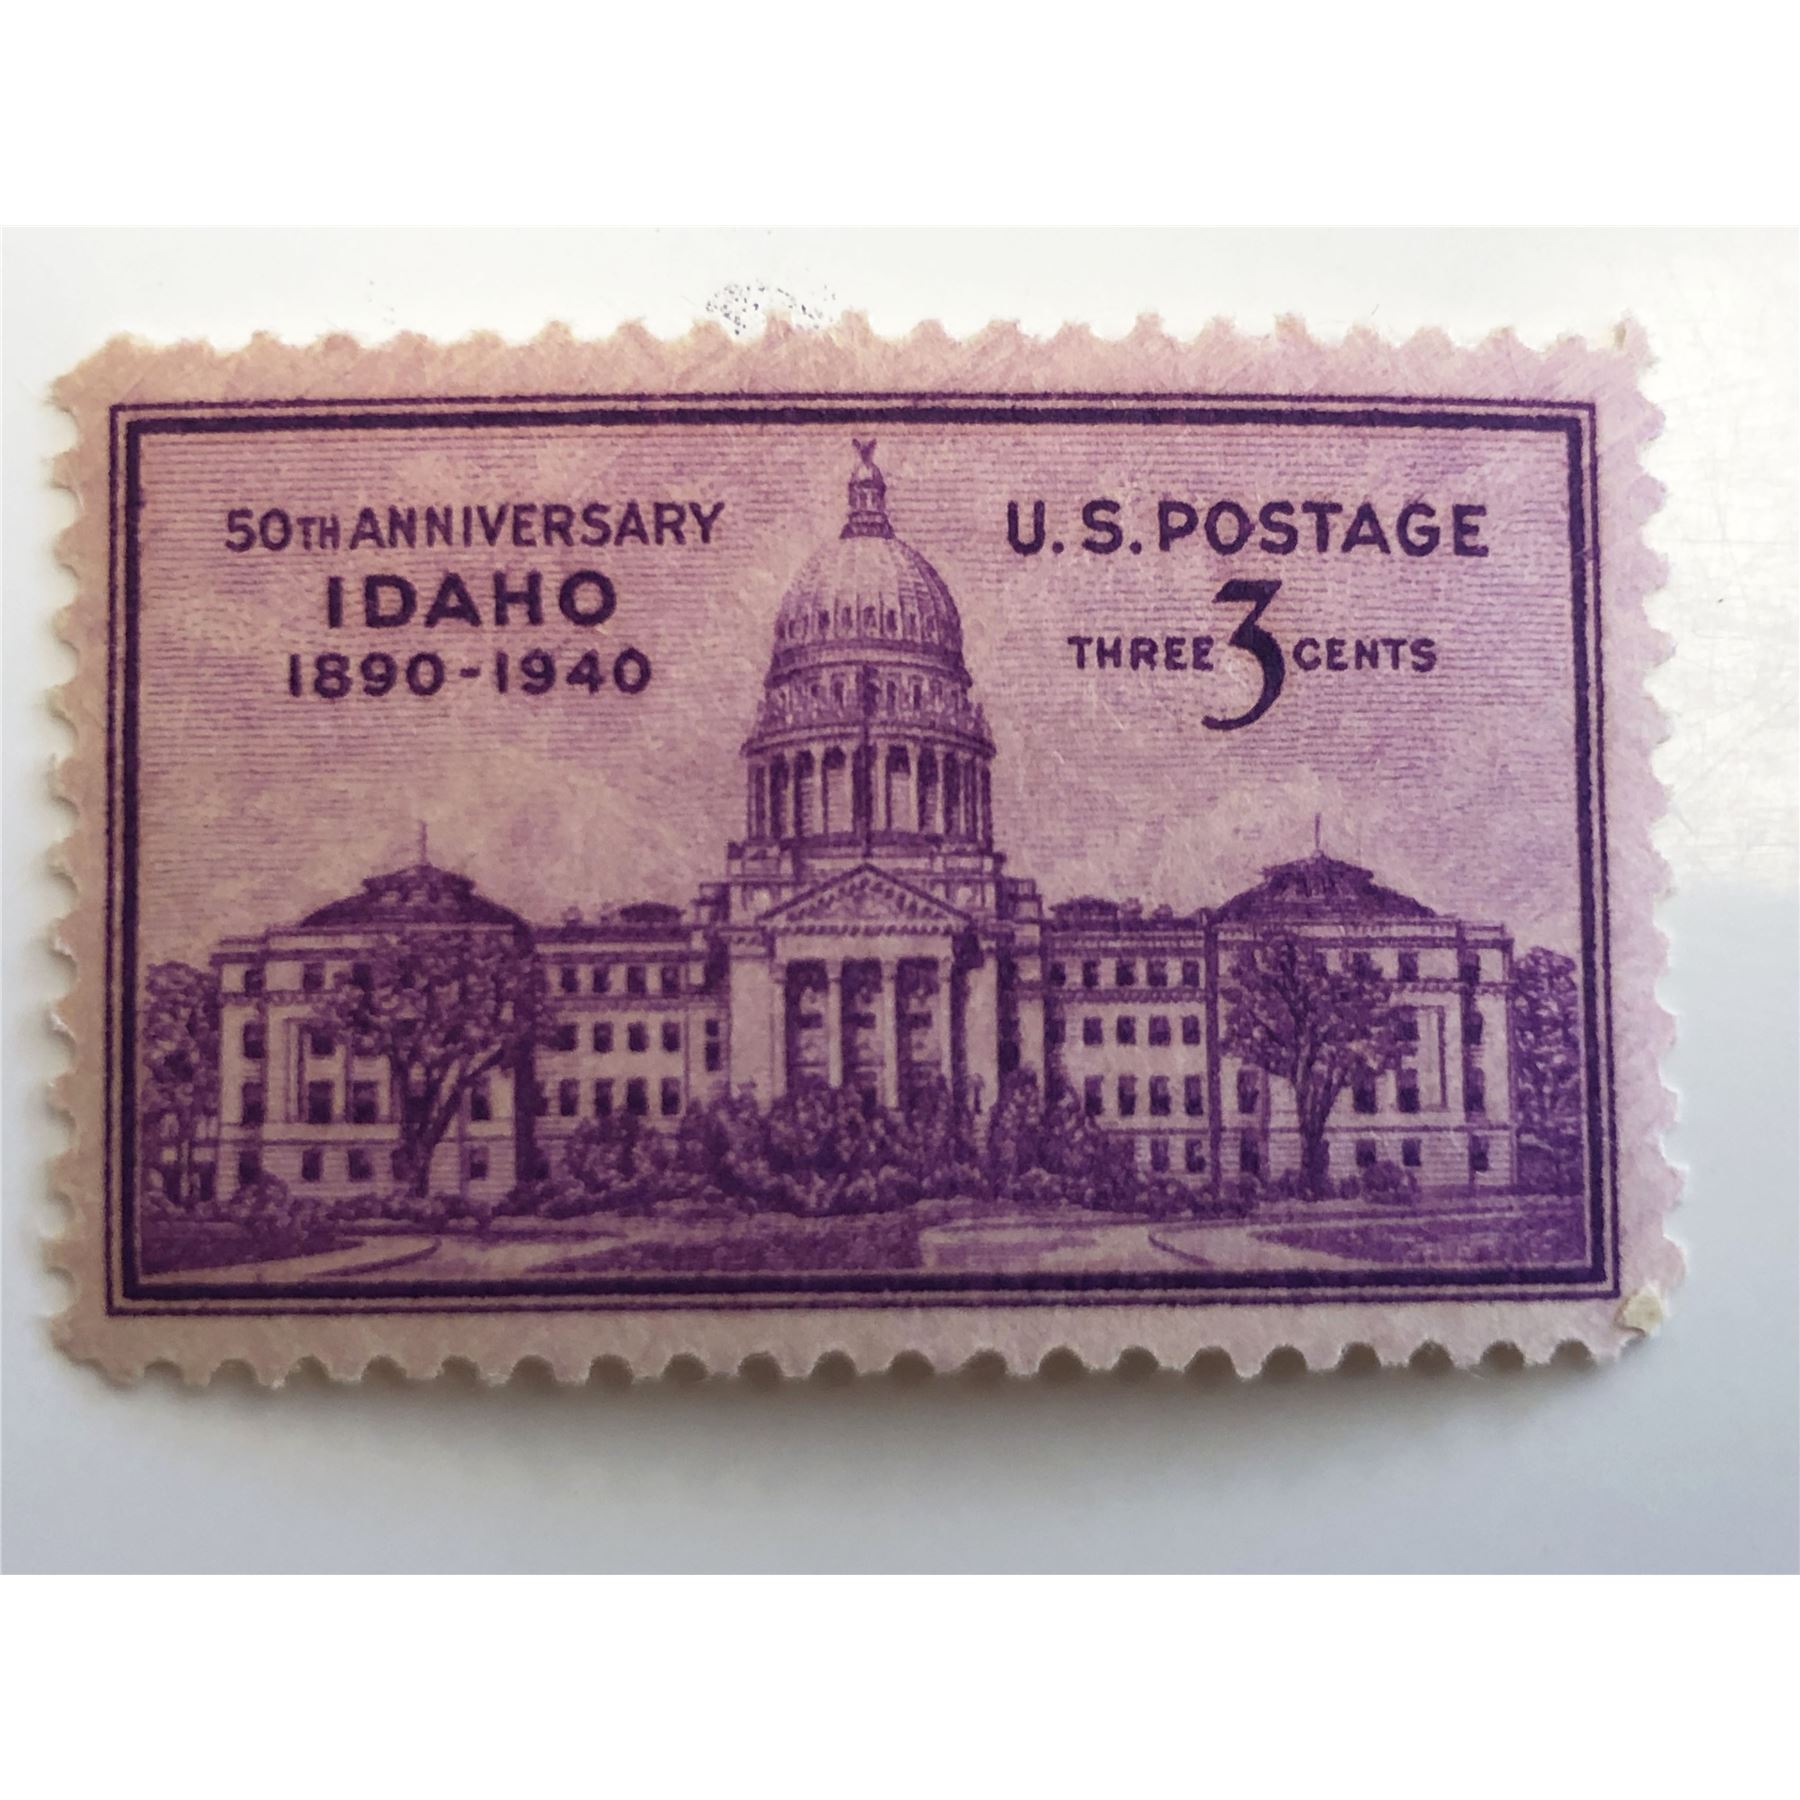 50TH ANNIVERSARY
IDAHO
1890-1940
U.S. POSTAGE
THREE 3 CENTS